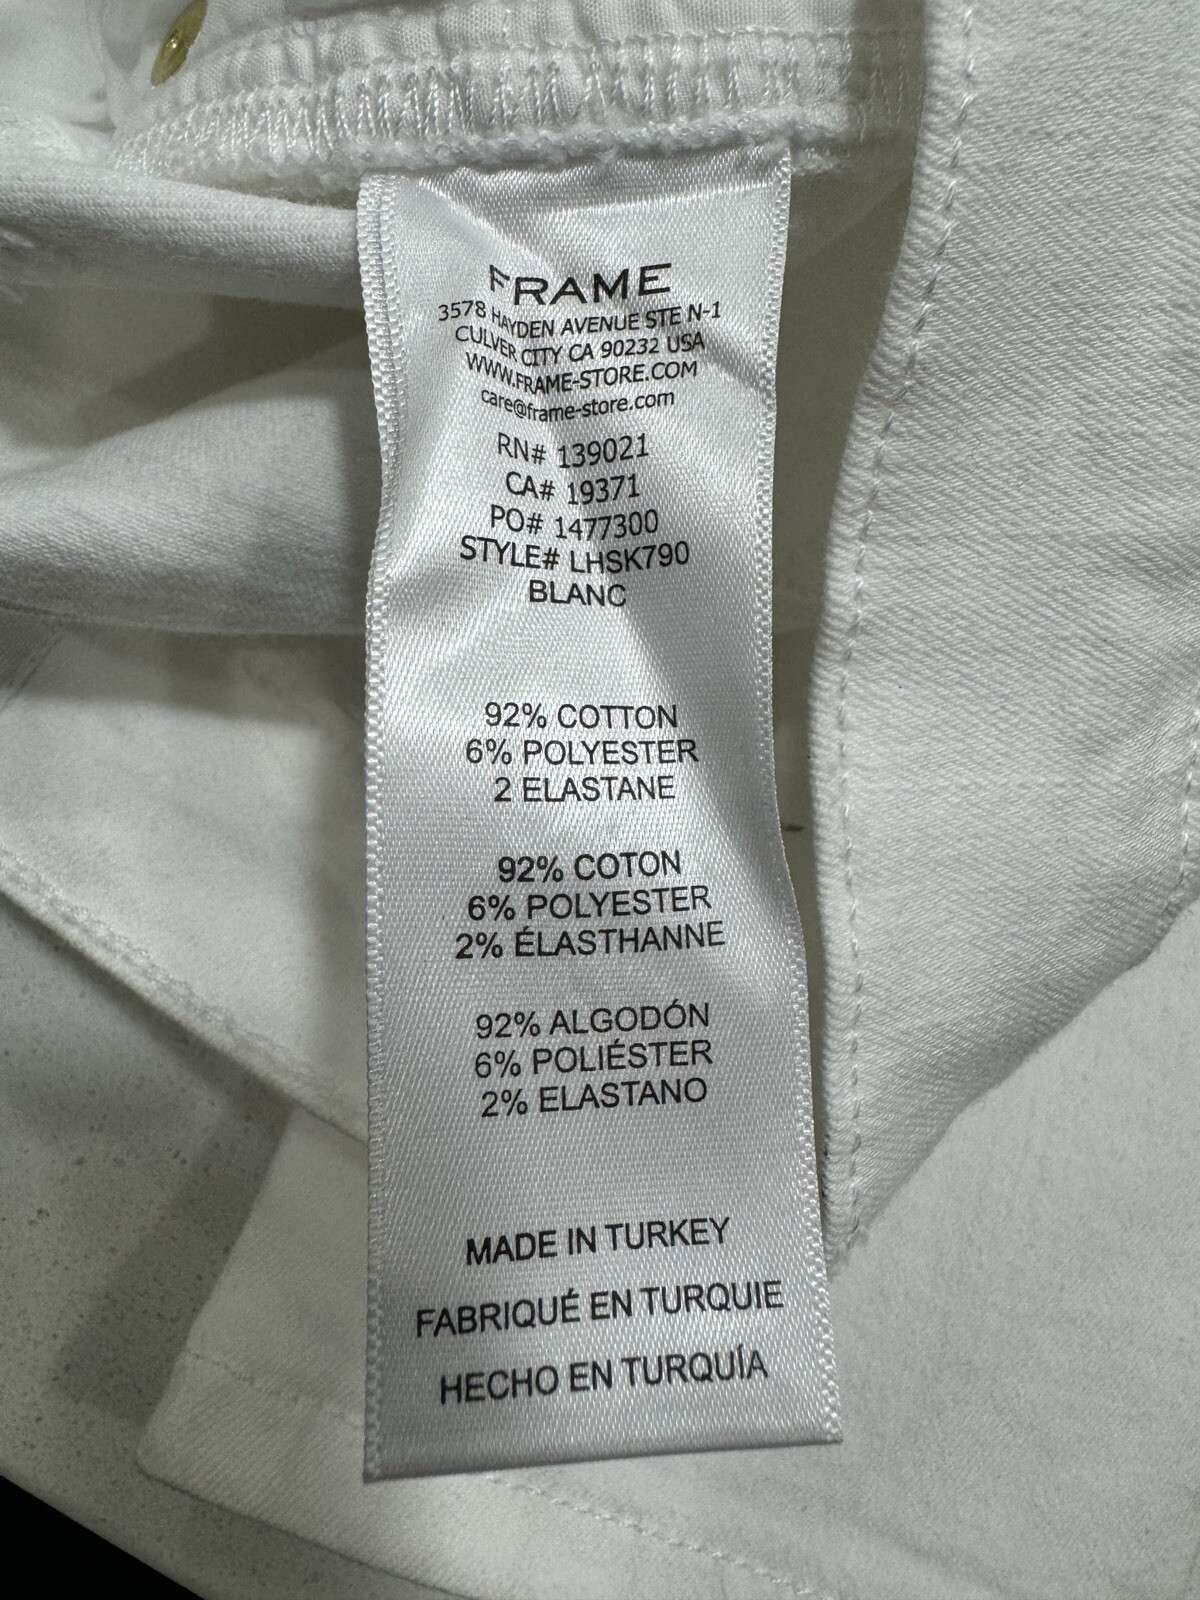 FRAME
3578 HAYDEN AVENUE STE N-1
CULVER CITY CA 90232 USA
WWW.FRAME-STORE.COM
care@frame-store.com
RN# 139021
CA# 19371
PO# 1477300
STYLE# LHSK790
BLANC
92% COTTON
6% POLYESTER
2 ELASTANE
92% COTON
6% POLYESTER
2% ÉLASTHANNE
92% ALGODÓN
6% POLIÉSTER
2% ELASTANO
MADE IN TURKEY
FABRIQUÉ EN TURQUIE
HECHO EN TURQUÍA